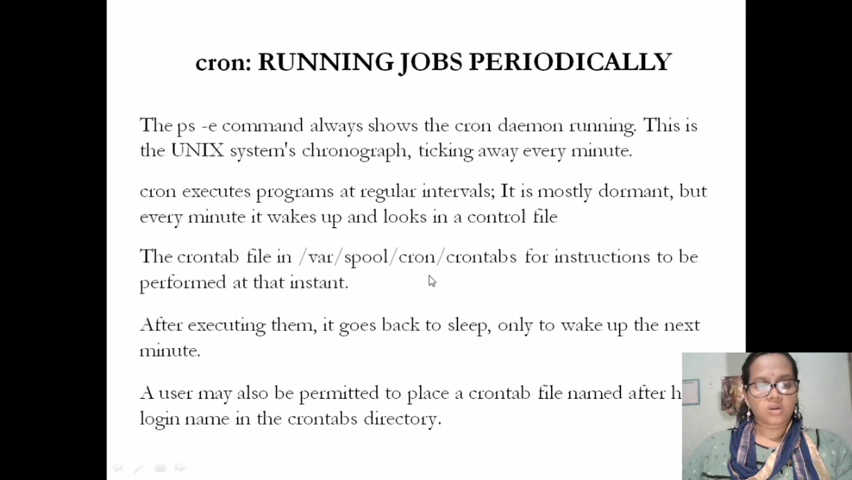 cron: RUNNING JOBS PERIODICALLY
The ps -e command always shows the cron daemon running. This is
the UNIX system's chronograph, ticking away every minute.
cron executes programs at regular intervals; It is mostly dormant, but
every minute it wakes up and looks in a control file
The crontab file in /var/spool/cron/crontabs for instructions to be
performed at that instant.
After executing them, it goes back to sleep, only to wake up the next
minute.
A user may also be permitted to place a crontab file named after
login name in the crontabs directory.